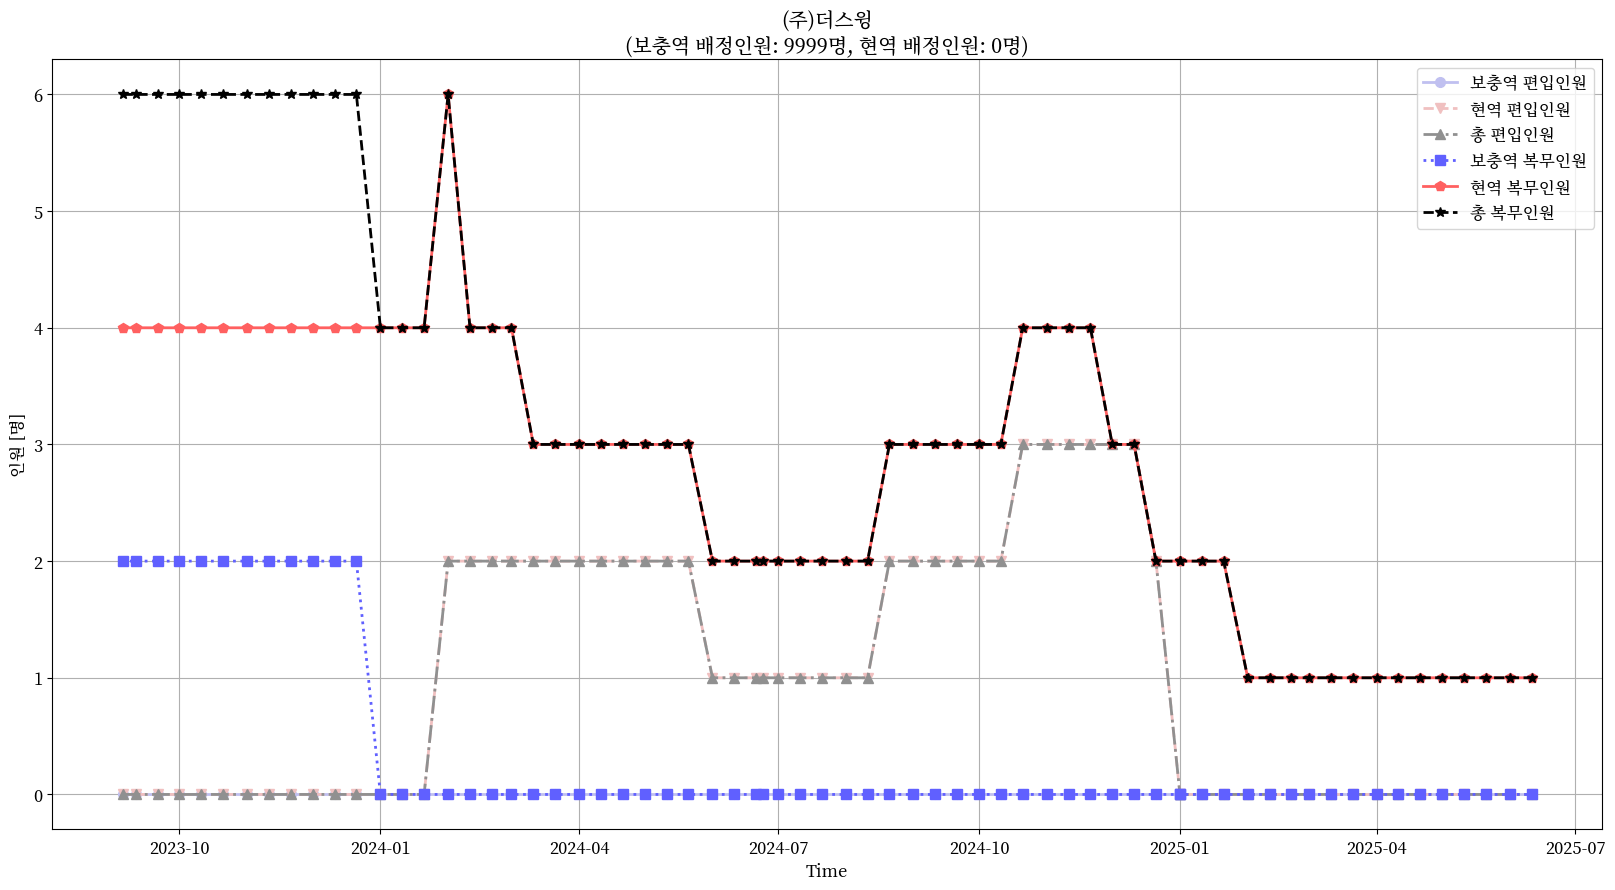 (주)더스윙
(보충역 배정인원: 9999명, 현역 배정인원: 0명)
보충역 편입인원
현역 편입인원
총 편입인원
보충역 복무인원
현역 복무인원
총 복무인원
인원 [명]
6
5
4
3
2
1
0
2023-10
2024-01
2024-04
2024-07
2024-10
2025-01
2025-04
2025-07
Time